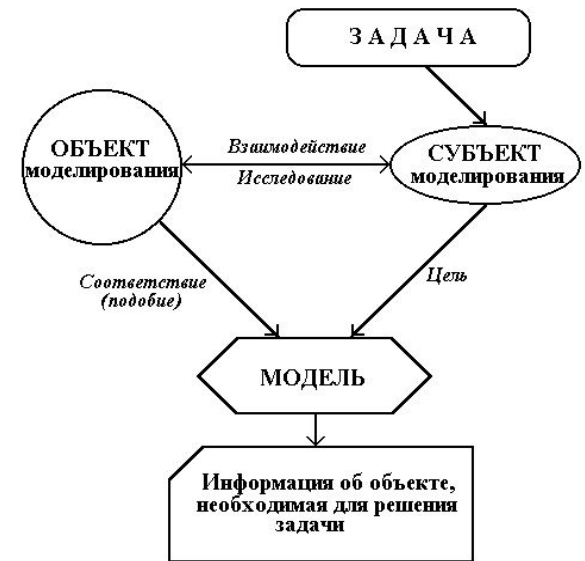 З А Д А Ч А
ОБЪЕКТ
моделирования
Взаимодействие
Исследование
СУБЪЕКТ
моделирования
Соответствие
(подобие)
Цель
МОДЕЛЬ
Информация об объекте,
необходимая для решения
задачи